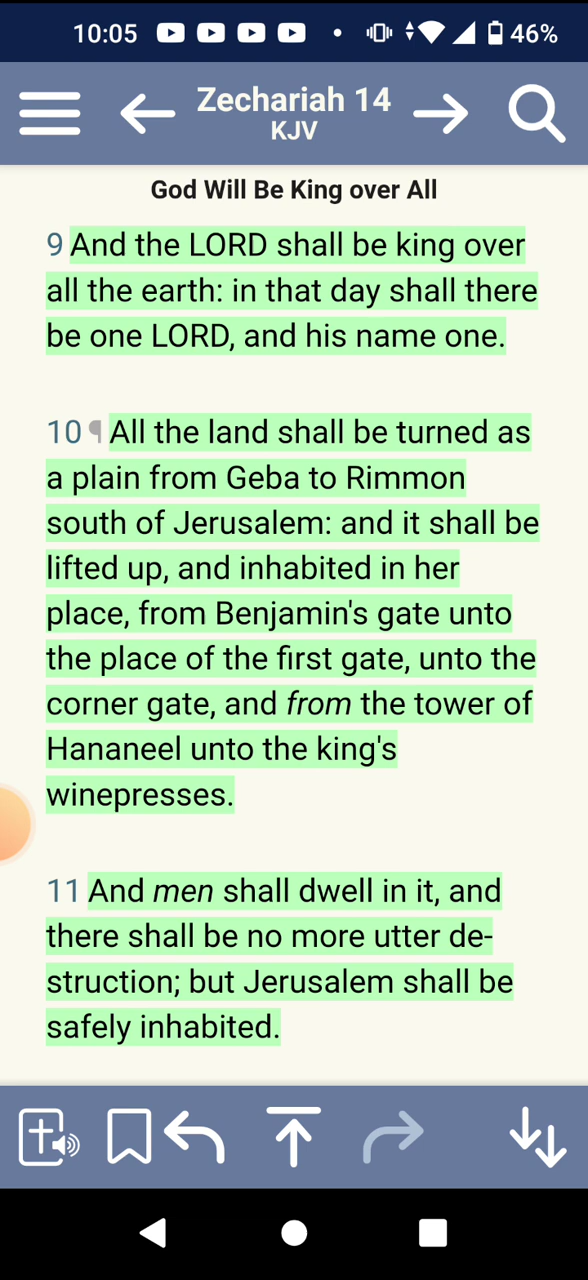 10:05
46%
Zechariah 14
KJV
God Will Be King over All
9 And the LORD shall be king over
all the earth: in that day shall there
be one LORD, and his name one.
10 ¶ All the land shall be turned as
a plain from Geba to Rimmon
south of Jerusalem: and it shall be
lifted up, and inhabited in her
place, from Benjamin's gate unto
the place of the first gate, unto the
corner gate, and from the tower of
Hananeel unto the king's
winepresses.
11 And men shall dwell in it, and
there shall be no more utter de-
struction; but Jerusalem shall be
safely inhabited.